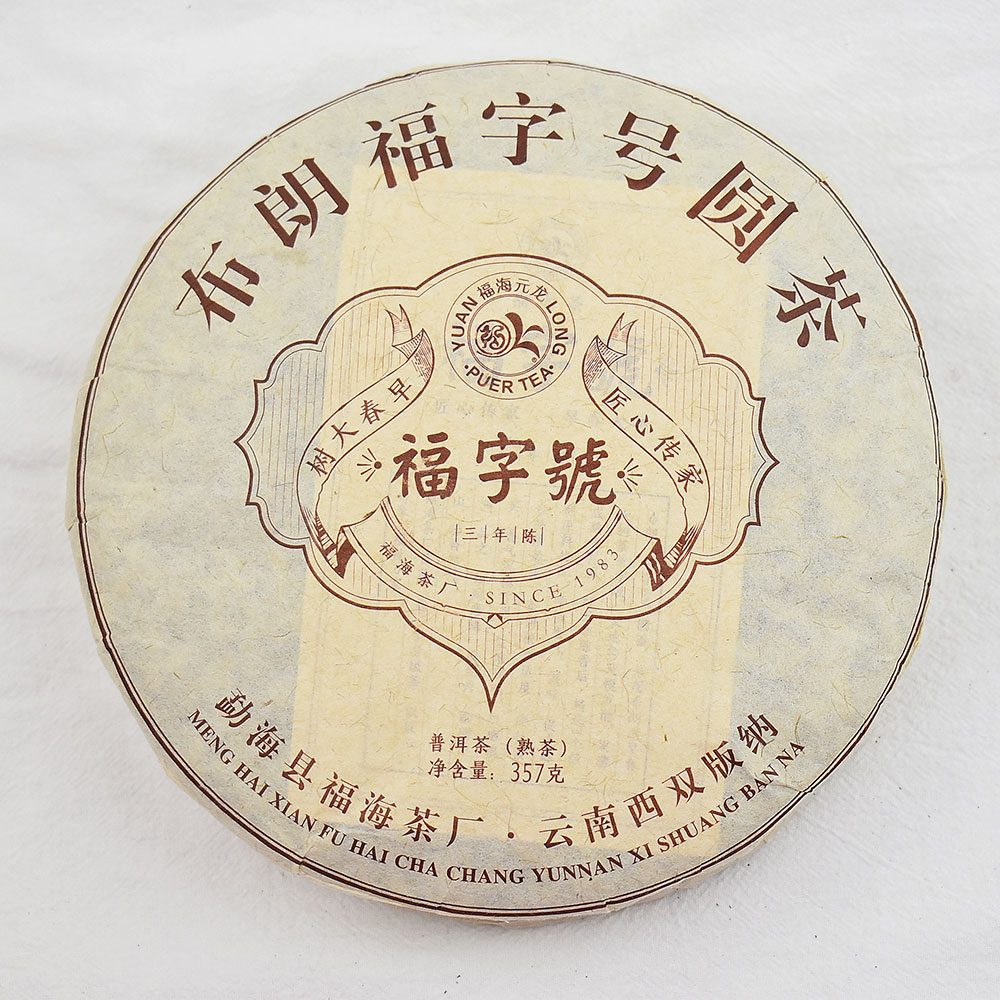 布朗福字号圆茶
福海元龙
YUAN LONG
·PUER TEA·
树大春早
匠心传家
福字號
三年陈
福海茶厂·SINCE 1983
普洱茶（熟茶）
净含量：357克
勐海县福海茶厂·云南西双版纳
MENG HAI XIAN FU HAI CHA CHANG YUNNAN XI SHUANG BAN NA